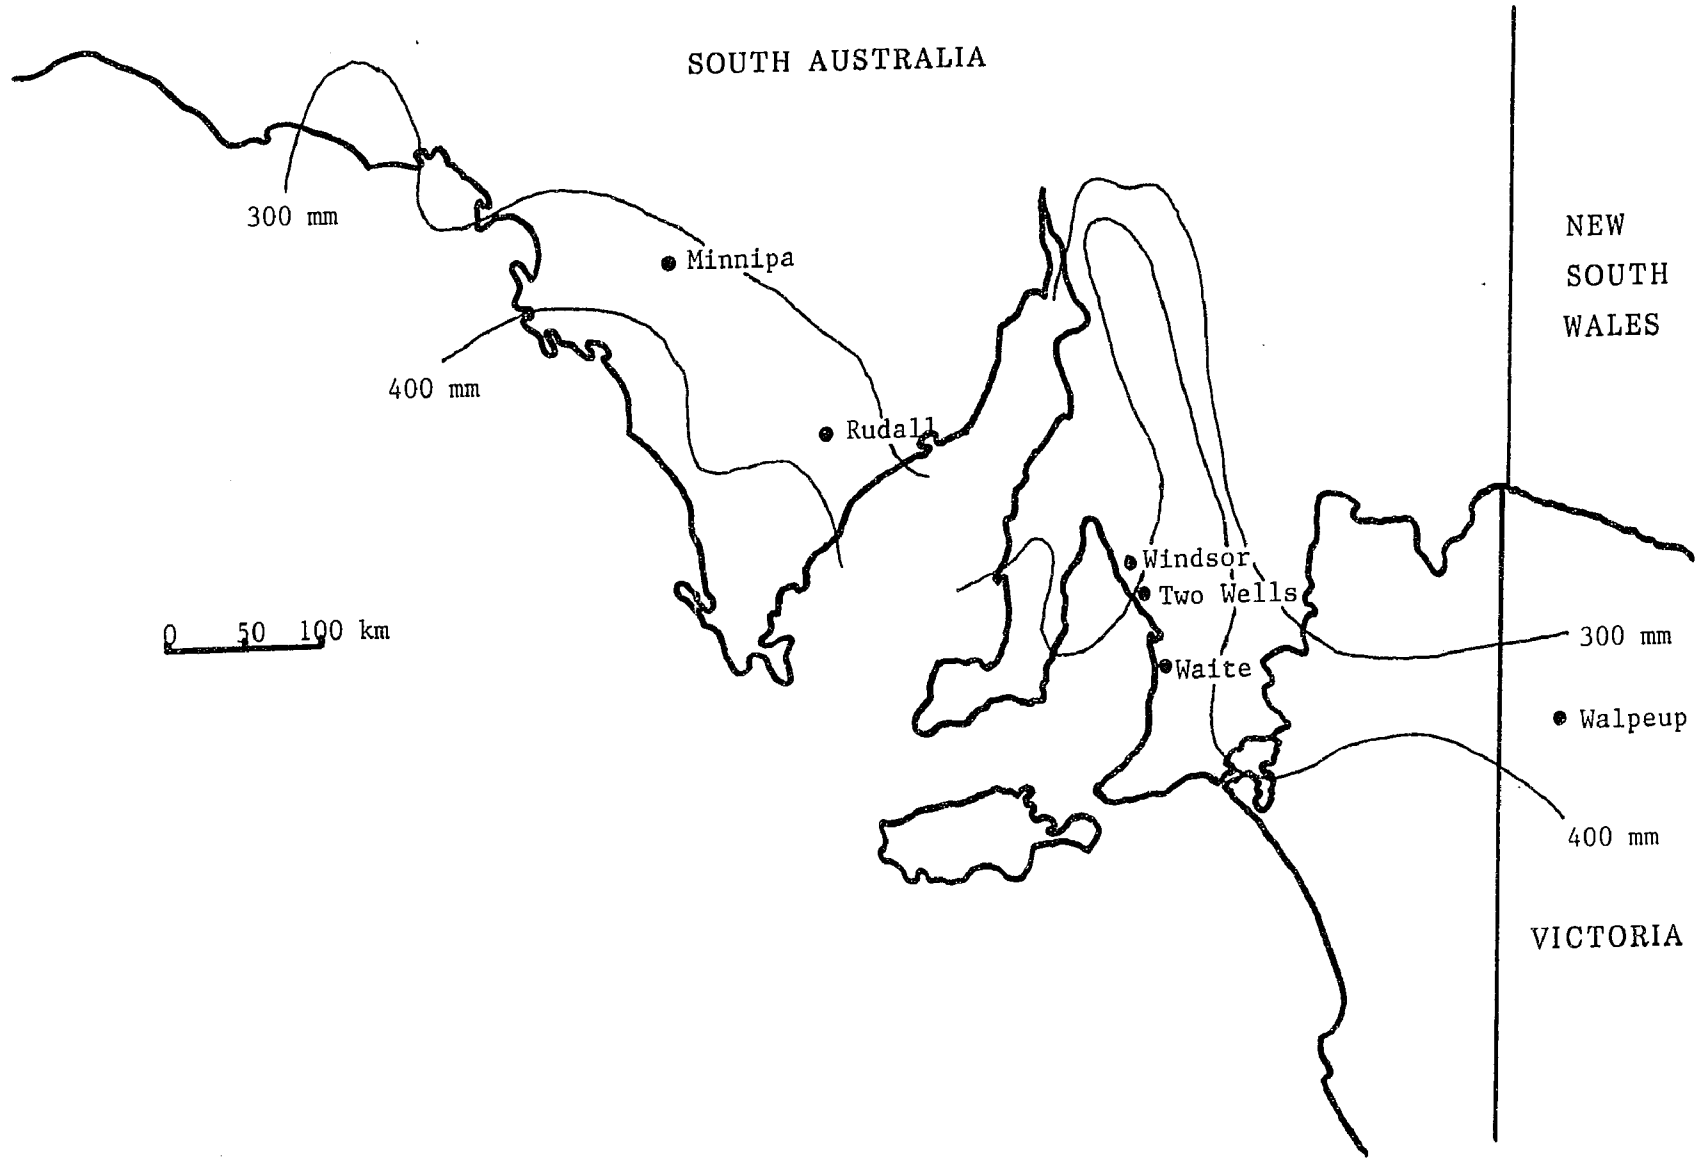 SOUTH AUSTRALIA
300 mm
NEW
SOUTH
WALES
Minnipa
400 mm
Rudall
Windsor
Two Wells
0 50 100 km
300 mm
Waite
Walpeup
400 mm
VICTORIA